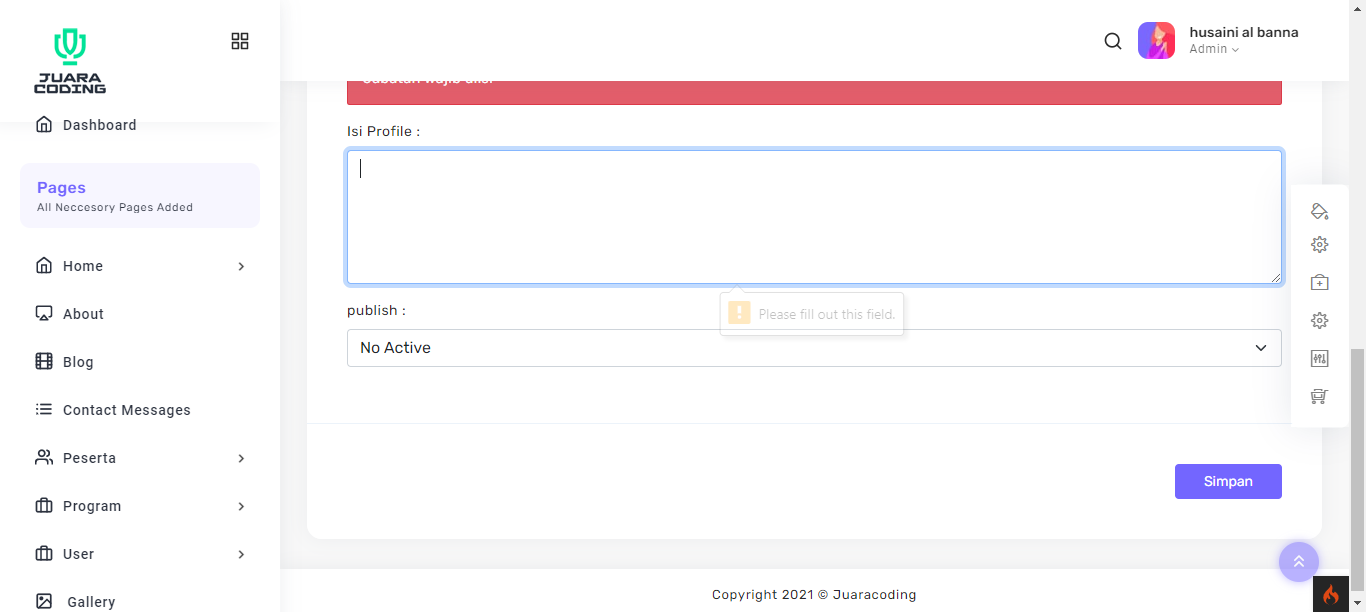 JUARA
CODING
husaini al banna
Admin
Dashboard
Pages
All Neccesory Pages Added
Home
About
Blog
Contact Messages
Peserta
Program
User
Gallery
Isi Profile :
Please fill out this field.
publish :
No Active
Simpan
Copyright 2021 © Juaracoding